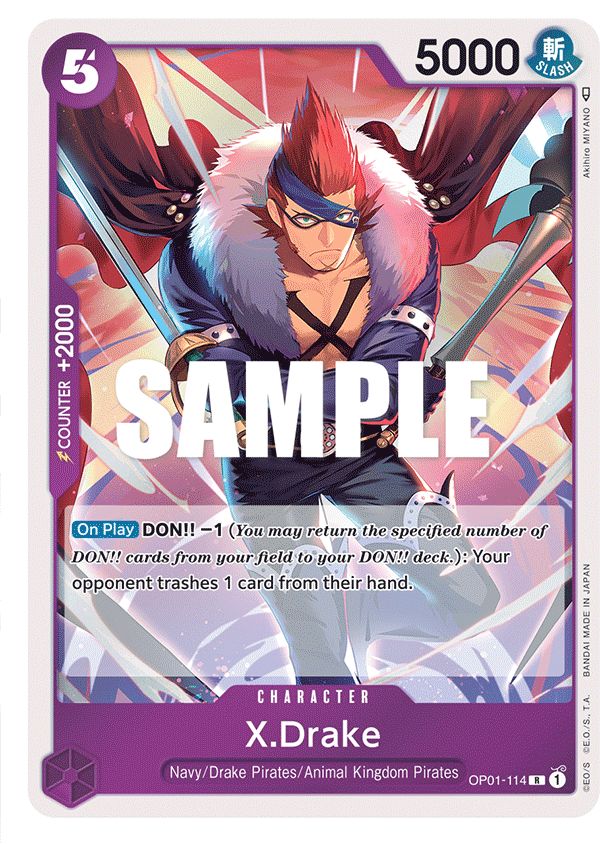 5
5000
斬
SLASH
Akihiro MIYANO
COUNTER +2000
SAMPLE
On Play DON!! −1 (You may return the specified number of
DON!! cards from your field to your DON!! deck.): Your
opponent trashes 1 card from their hand.
CHARACTER
X.Drake
Navy/Drake Pirates/Animal Kingdom Pirates
OP01-114 R 1
©EO/S ©E.O./S., T.A. BANDAI MADE IN JAPAN